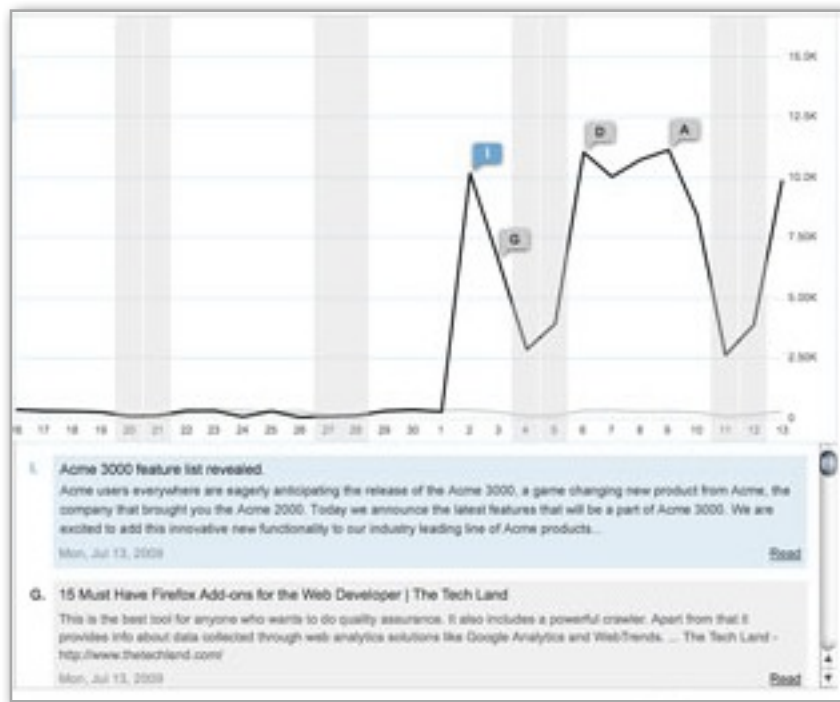 15.0K
12.5K
D
A
I
10.0K
G
7.50K
5.00K
2.50K
0
16 17 18 19 20 21 22 23 24 25 26 27 28 29 30 1 2 3 4 5 6 7 8 9 10 11 12 13
I. Acme 3000 feature list revealed
Acme users everywhere are eagerly anticipating the release of the Acme 3000, a game changing new product from Acme, the
company that brought you the Acme 2000. Today we announce the latest features that will be a part of Acme 3000. We are
excited to add this innovative new functionality to our industry leading line of Acme products...
Mon, Jul 13, 2009 Read
G. 15 Must Have Firefox Add-ons for the Web Developer | The Tech Land
This is the best tool for anyone who wants to do quality assurance. It also includes a powerful crawler. Apart from that it
provides info about data collected through web analytics solutions like Google Analytics and WebTrends. ... The Tech Land -
http://www.thetechland.com/
Mon, Jul 13, 2009 Read